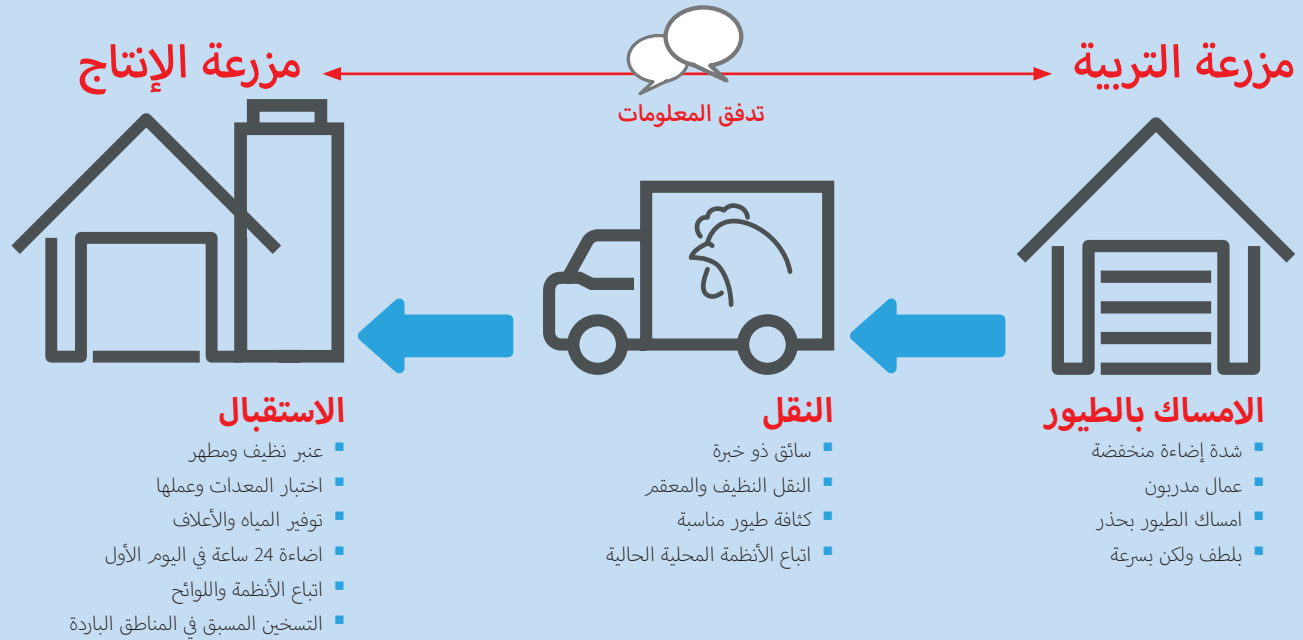 مزرعة التربية
تدفق المعلومات
مزرعة الإنتاج
الامساك بالطيور
شدة إضاءة منخفضة
عمال مدربون
امساك الطيور بحذر
بلطف ولكن بسرعة
النقل
سائق ذو خبرة
النقل النظيف والمعقم
كثافة طيور مناسبة
اتباع الأنظمة المحلية الحالية
الاستقبال
عنبر نظيف ومطهر
اختبار المعدات وعملها
توفير المياه والأعلاف
اضاءة 24 ساعة في اليوم الأول
اتباع الأنظمة واللوائح
التسخين المسبق في المناطق الباردة